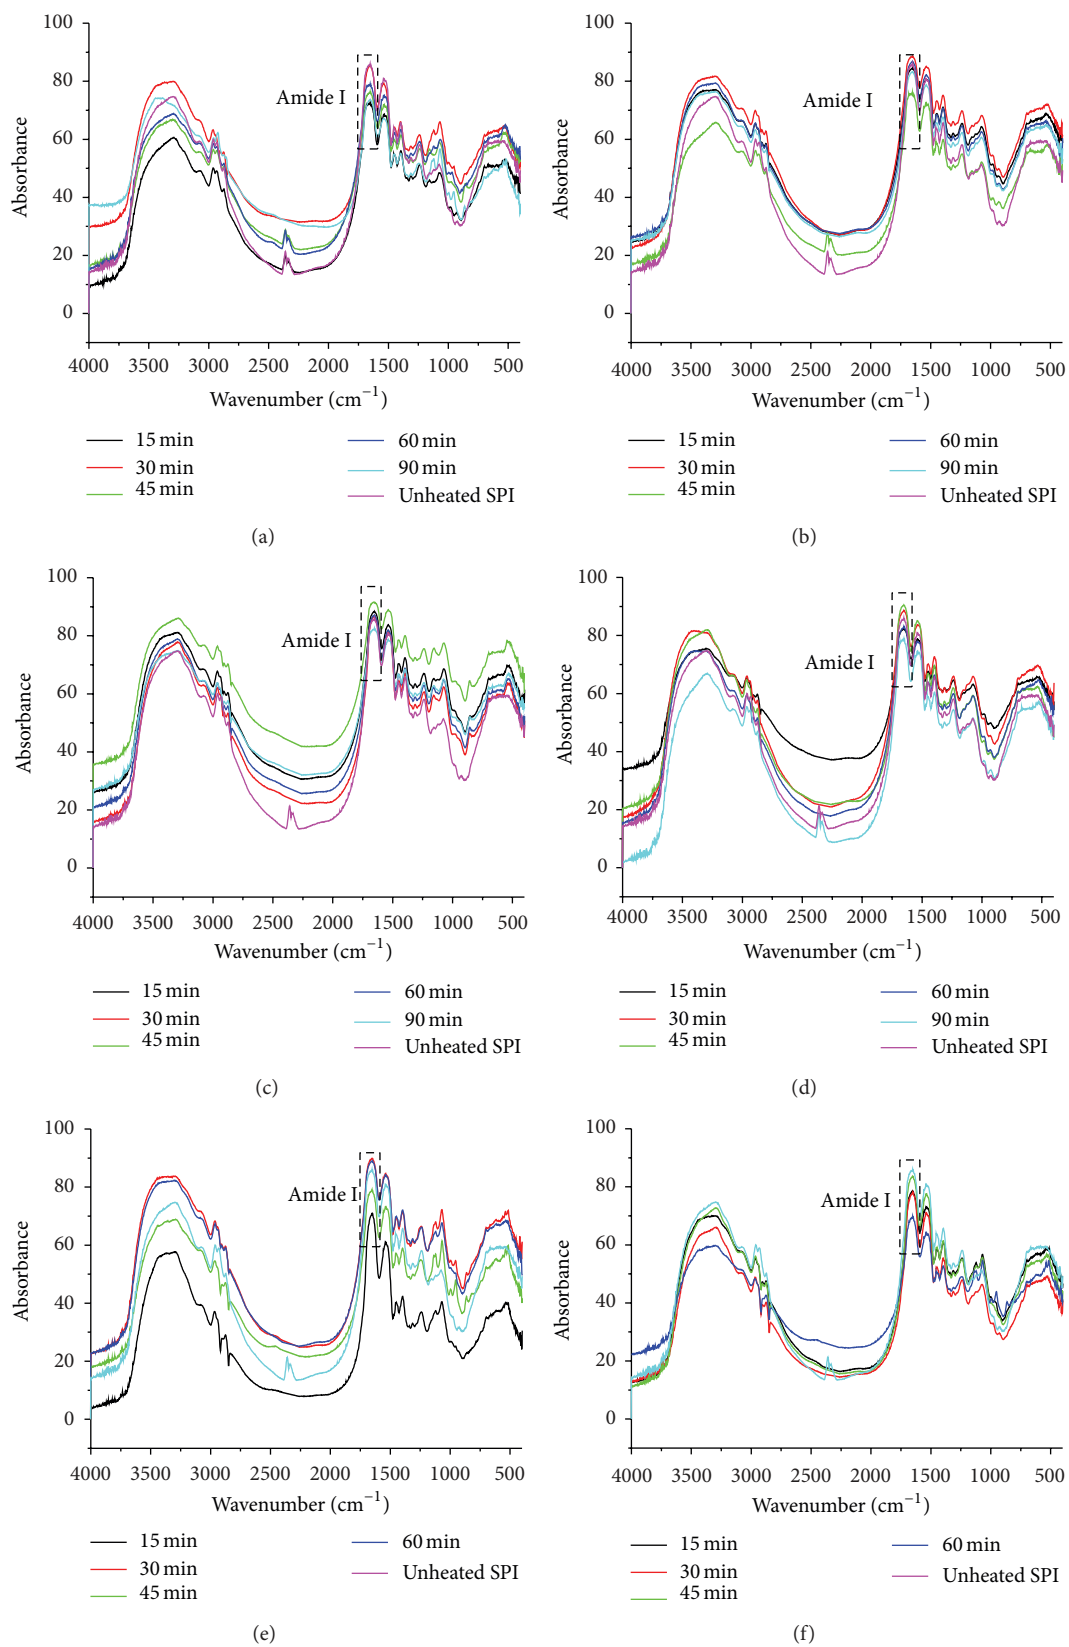 100
80
60
40
20
0
Absorbance
Amide I
4000 3500 3000 2500 2000 1500 1000 500
Wavenumber (cm⁻¹)
15 min
30 min
45 min
60 min
90 min
Unheated SPI
(a)
100
80
60
40
20
0
Absorbance
Amide I
4000 3500 3000 2500 2000 1500 1000 500
Wavenumber (cm⁻¹)
15 min
30 min
45 min
60 min
90 min
Unheated SPI
(b)
100
80
60
40
20
0
Absorbance
Amide I
4000 3500 3000 2500 2000 1500 1000 500
Wavenumber (cm⁻¹)
15 min
30 min
45 min
60 min
90 min
Unheated SPI
(c)
100
80
60
40
20
0
Absorbance
Amide I
4000 3500 3000 2500 2000 1500 1000 500
Wavenumber (cm⁻¹)
15 min
30 min
45 min
60 min
90 min
Unheated SPI
(d)
100
80
60
40
20
0
Absorbance
Amide I
4000 3500 3000 2500 2000 1500 1000 500
Wavenumber (cm⁻¹)
15 min
30 min
45 min
60 min
Unheated SPI
(e)
100
80
60
40
20
0
Absorbance
Amide I
4000 3500 3000 2500 2000 1500 1000 500
Wavenumber (cm⁻¹)
15 min
30 min
45 min
60 min
Unheated SPI
(f)